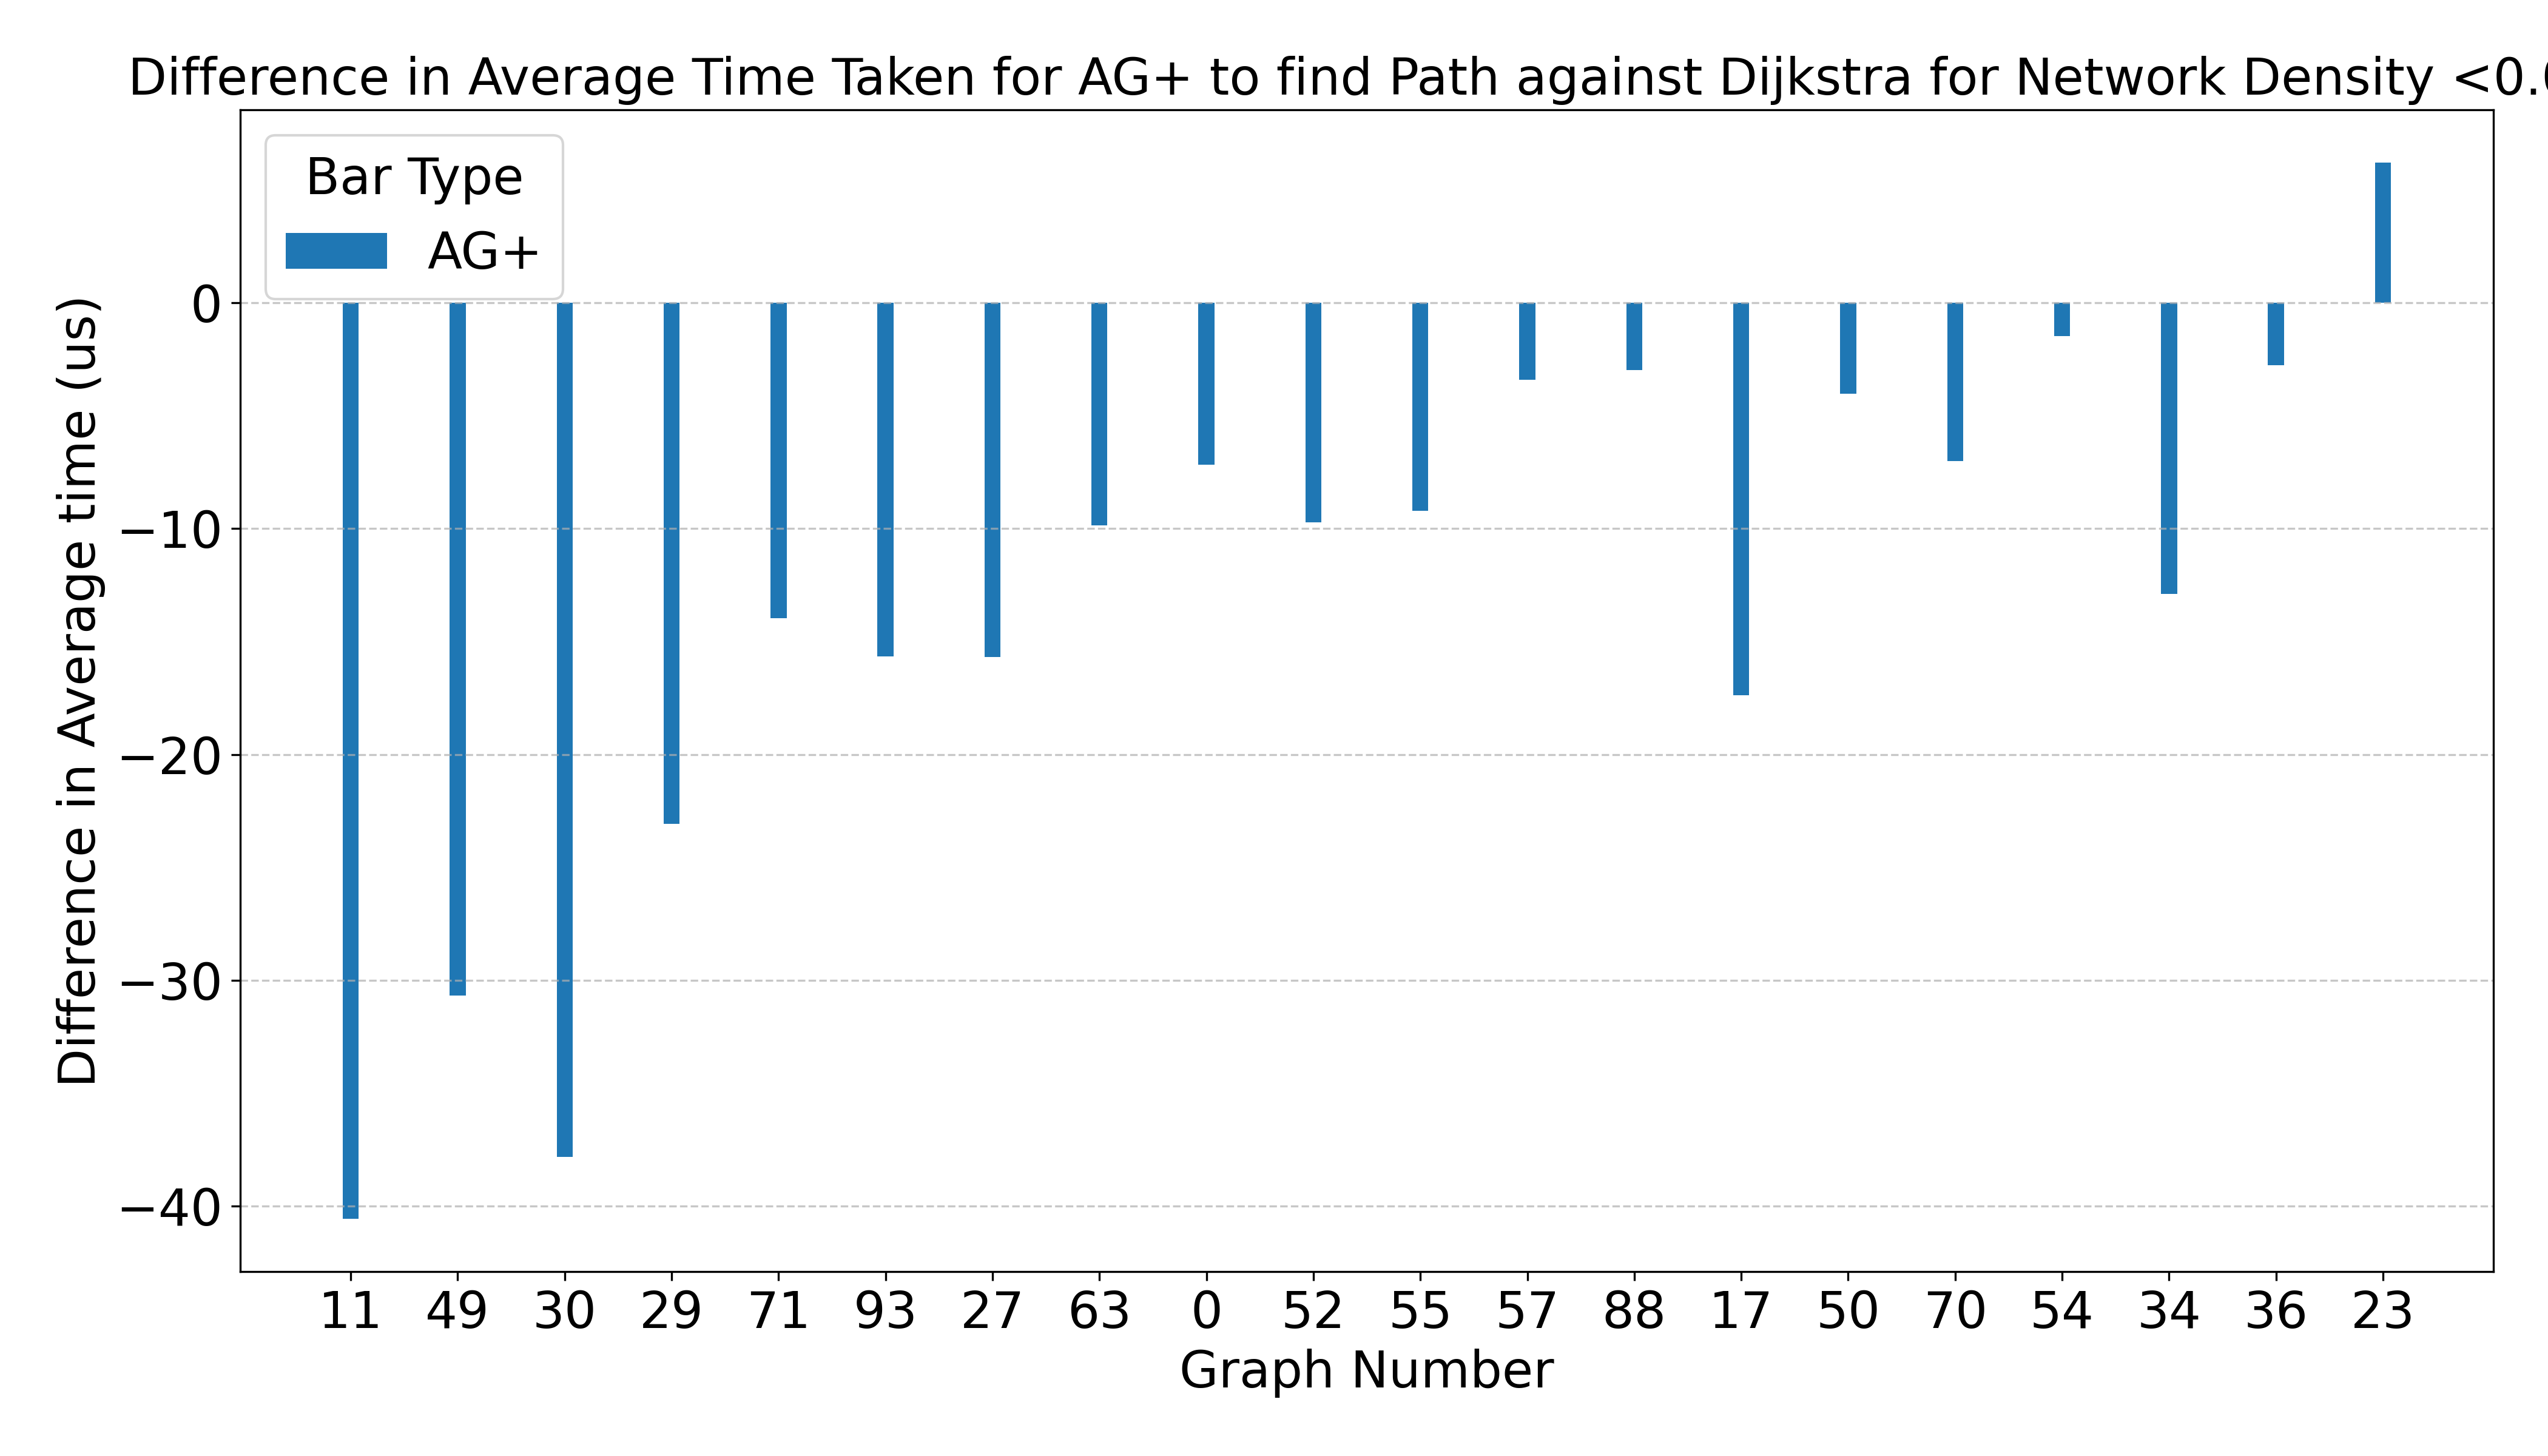 Difference in Average Time Taken for AG+ to find Path against Dijkstra for Network Density <0.0
Bar Type
AG+
Difference in Average time (us)
0
−10
−20
−30
−40
11 49 30 29 71 93 27 63 0 52 55 57 88 17 50 70 54 34 36 23
Graph Number